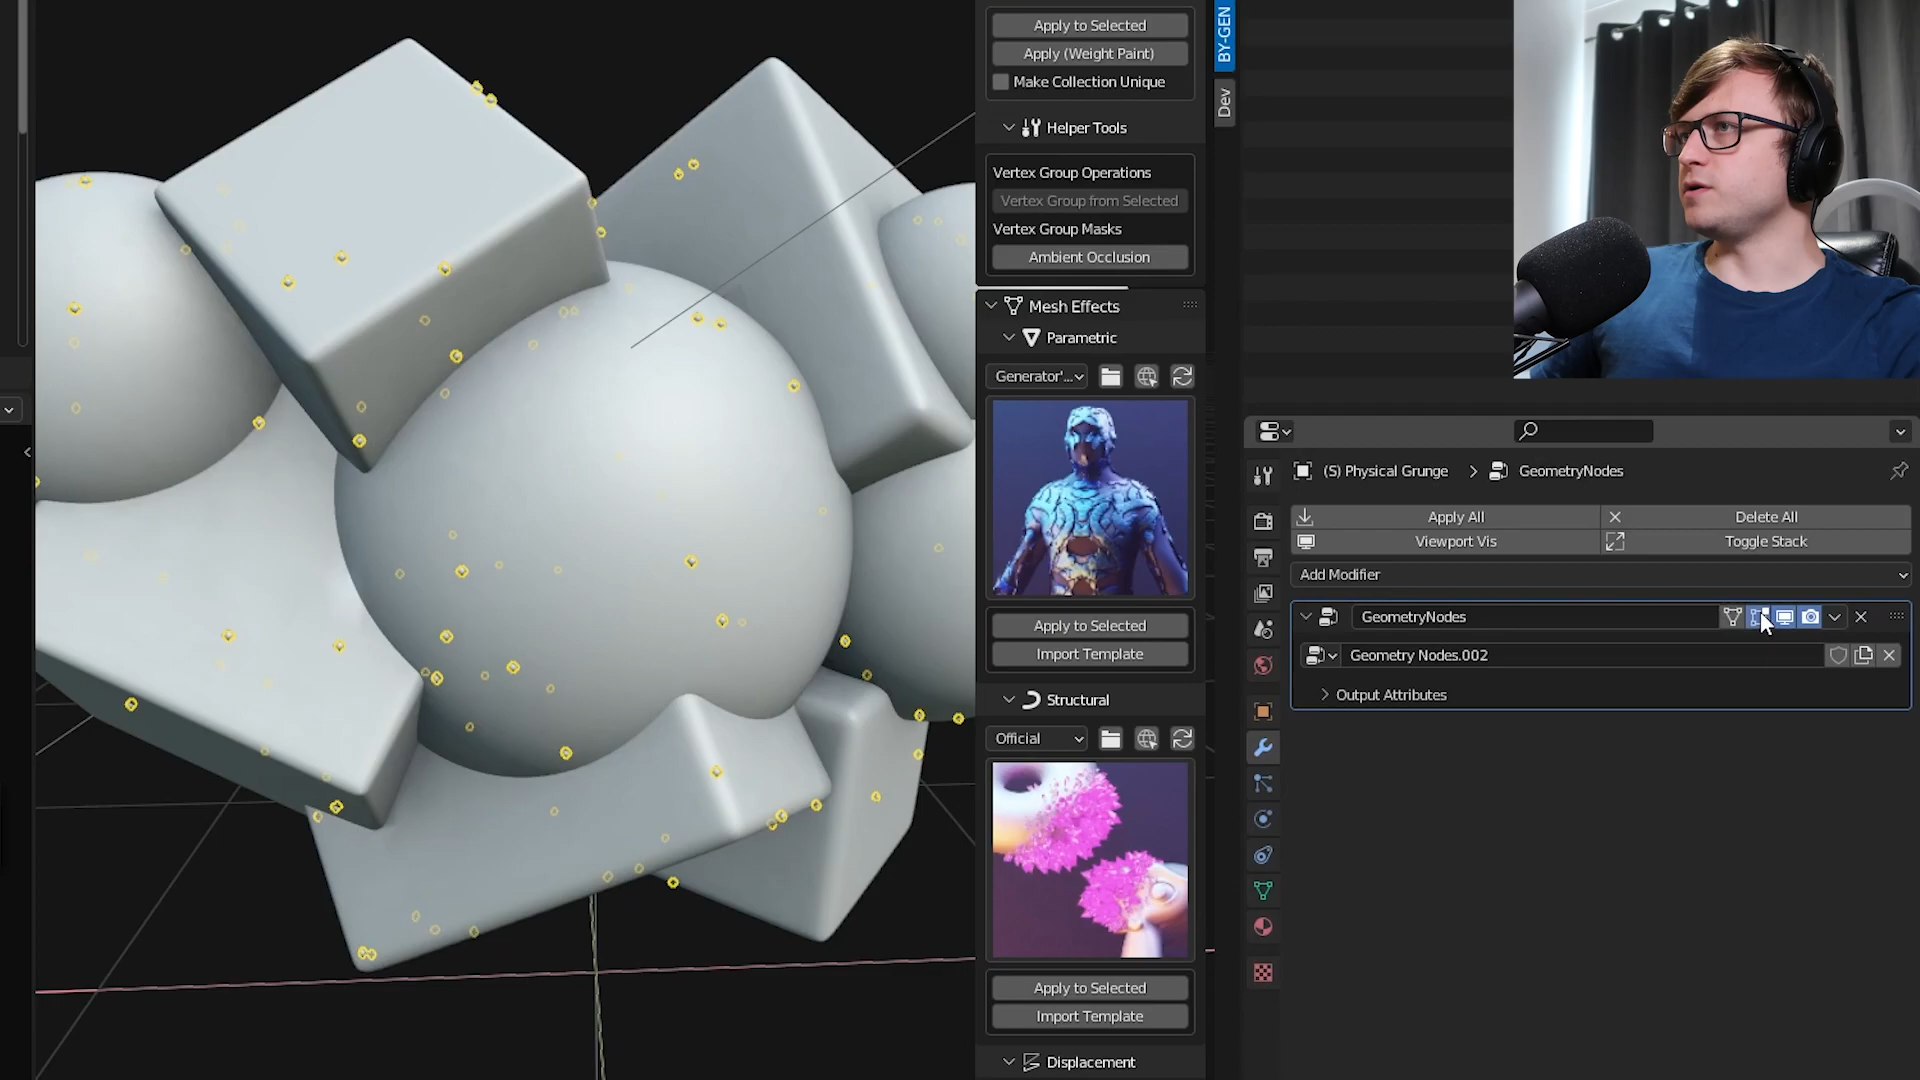 Apply to Selected
Apply (Weight Paint)
Make Collection Unique
Helper Tools
Vertex Group Operations
Vertex Group from Selected
Vertex Group Masks
Ambient Occlusion
Mesh Effects
Parametric
Generator'...
Apply to Selected
Import Template
Structural
Official
Apply to Selected
Import Template
Displacement
BY-GEN
Dev
(S) Physical Grunge > GeometryNodes
Apply All
Delete All
Viewport Vis
Toggle Stack
Add Modifier
GeometryNodes
Geometry Nodes.002
Output Attributes